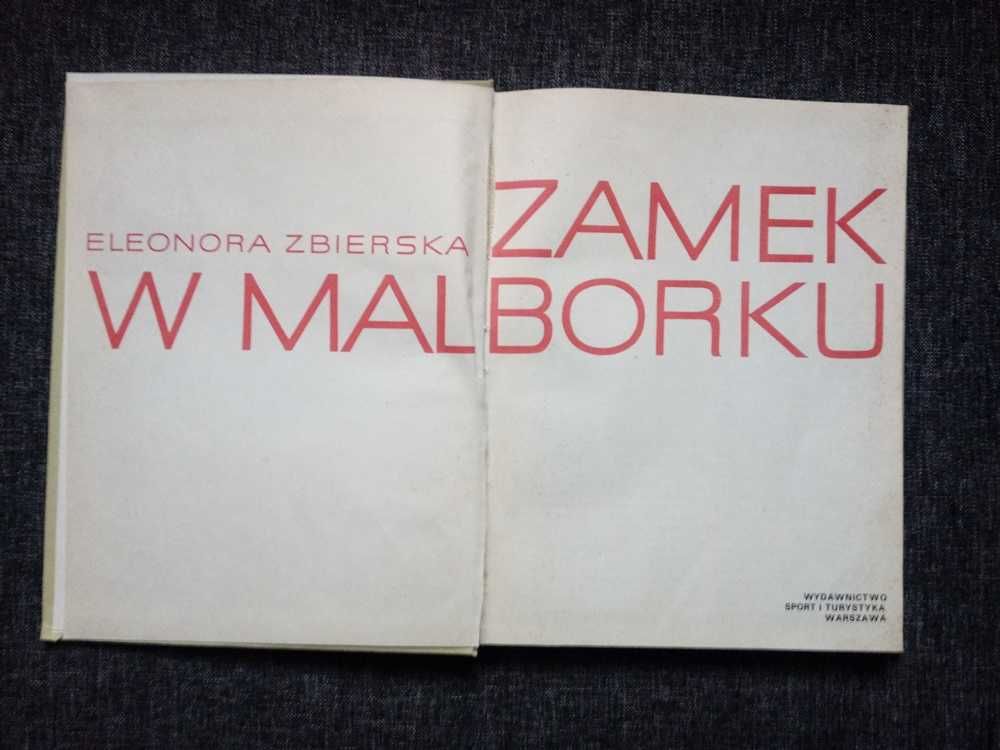 ELEONORA ZBIERSKA
ZAMEK
W MALBORKU
WYDAWNICTWO
SPORT I TURYSTYKA
WARSZAWA